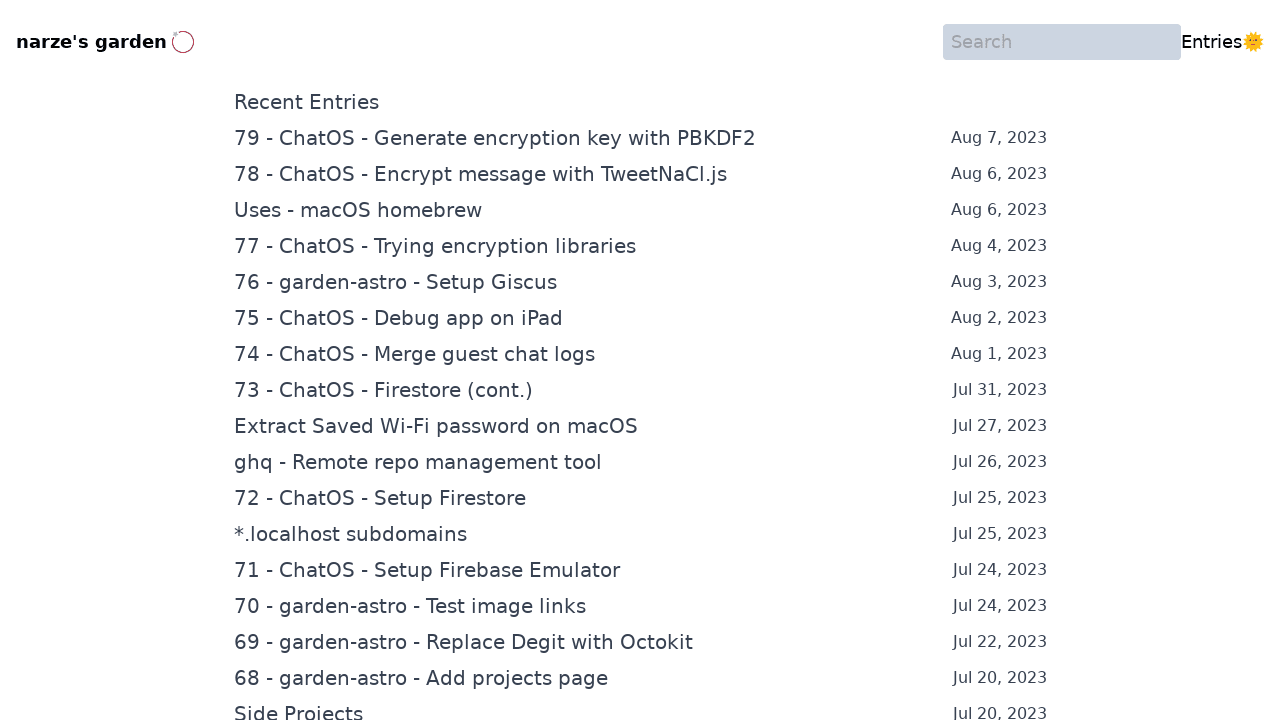 narze's garden
Search
Entries
Recent Entries
79 - ChatOS - Generate encryption key with PBKDF2 Aug 7, 2023
78 - ChatOS - Encrypt message with TweetNaCl.js Aug 6, 2023
Uses - macOS homebrew Aug 6, 2023
77 - ChatOS - Trying encryption libraries Aug 4, 2023
76 - garden-astro - Setup Giscus Aug 3, 2023
75 - ChatOS - Debug app on iPad Aug 2, 2023
74 - ChatOS - Merge guest chat logs Aug 1, 2023
73 - ChatOS - Firestore (cont.) Jul 31, 2023
Extract Saved Wi-Fi password on macOS Jul 27, 2023
ghq - Remote repo management tool Jul 26, 2023
72 - ChatOS - Setup Firestore Jul 25, 2023
*.localhost subdomains Jul 25, 2023
71 - ChatOS - Setup Firebase Emulator Jul 24, 2023
70 - garden-astro - Test image links Jul 24, 2023
69 - garden-astro - Replace Degit with Octokit Jul 22, 2023
68 - garden-astro - Add projects page Jul 20, 2023
Side Projects Jul 20, 2023